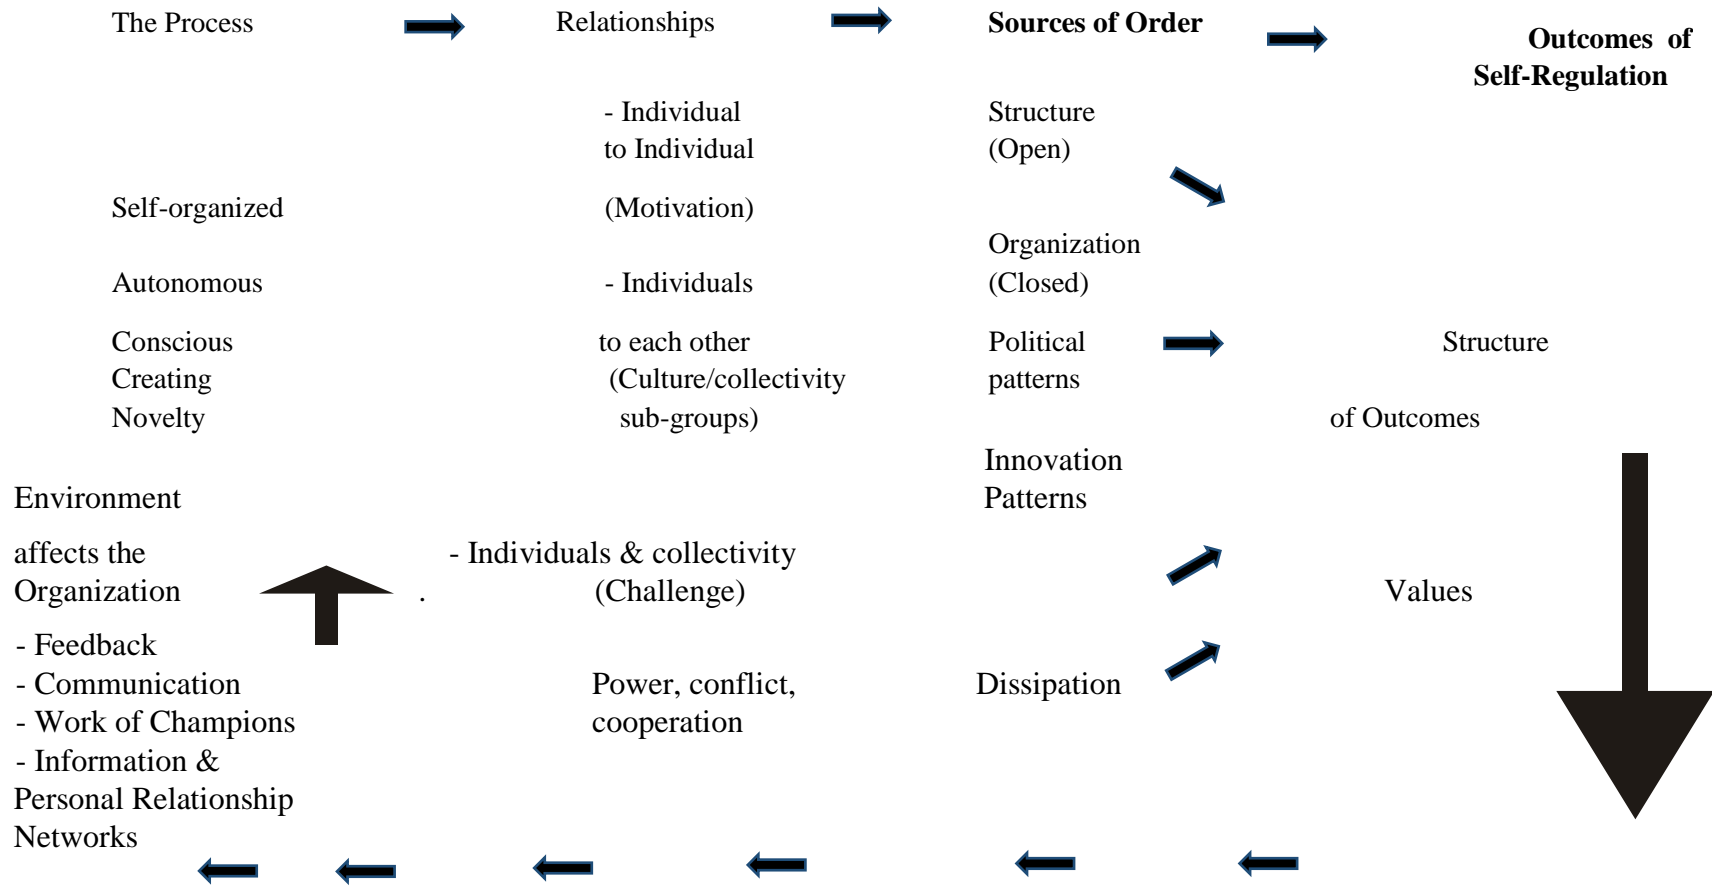 The Process
Relationships
Sources of Order
Outcomes of
Self-Regulation
- Individual
to Individual
Structure
(Open)
Self-organized
(Motivation)
Organization
(Closed)
Autonomous
- Individuals
Conscious
Creating
Novelty
to each other
(Culture/collectivity
sub-groups)
Political
patterns
Structure
of Outcomes
Innovation
Patterns
Environment
affects the
Organization
.
- Individuals & collectivity
(Challenge)
Values
- Feedback
- Communication
- Work of Champions
- Information &
Personal Relationship
Networks
Power, conflict,
cooperation
Dissipation